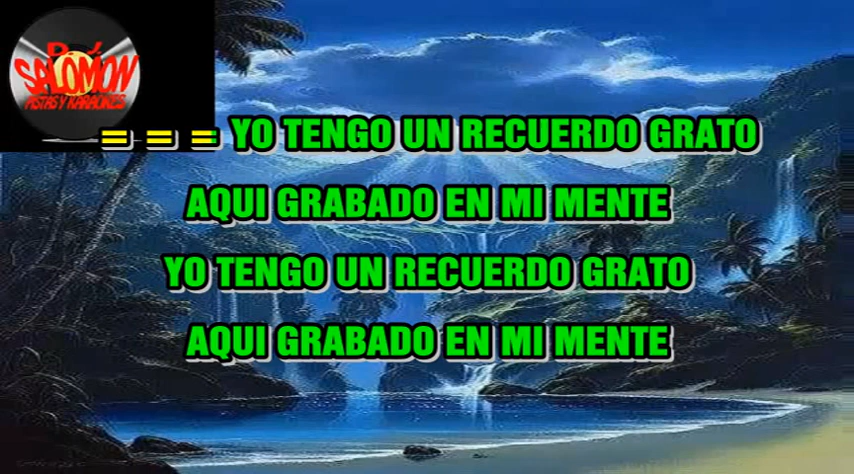 D.J.
SALOMON
PISTAS Y KARAOKES
= = = YO TENGO UN RECUERDO GRATO
AQUI GRABADO EN MI MENTE
YO TENGO UN RECUERDO GRATO
AQUI GRABADO EN MI MENTE